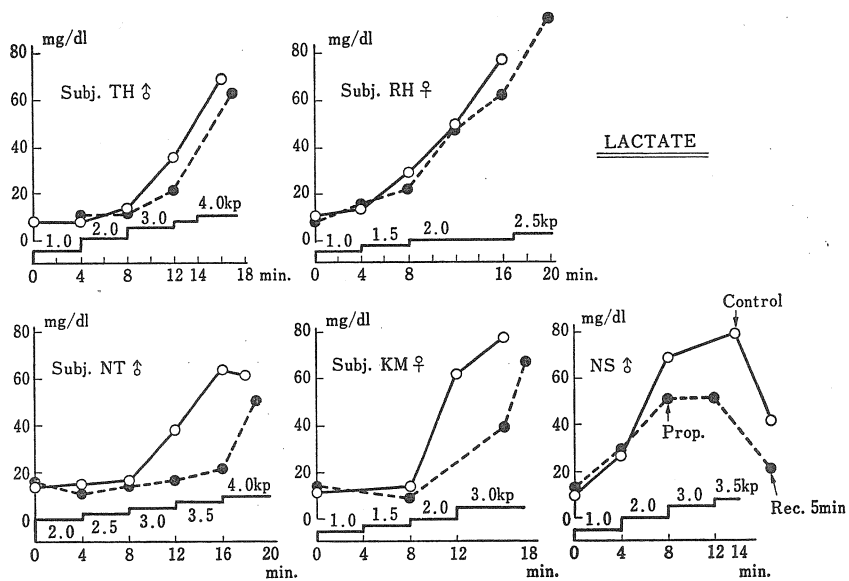 mg/dl
80
60
40
20
0
Subj. TH ♂
1.0 2.0 3.0 4.0kp
0 4 8 12 14 18 min.
mg/dl
80
60
40
20
0
Subj. RH ♀
1.0 1.5 2.0 2.5kp
0 4 8 12 16 20 min.
LACTATE
mg/dl
80
60
40
20
0
Subj. NT ♂
2.0 2.5 3.0 3.5 4.0kp
0 4 8 12 16 20
min.
mg/dl
80
60
40
20
0
Subj. KM ♀
1.0 1.5 2.0 3.0kp
0 4 8 12 18
min.
mg/dl
80
60
40
20
0
NS ♂
Control
Prop.
Rec. 5min
1.0 2.0 3.0 3.5kp
0 4 8 12 14
min.